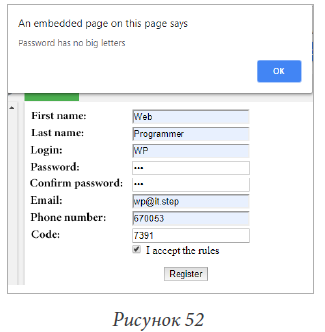 An embedded page on this page says
Password has no big letters
OK
First name: Web
Last name: Programmer
Login: WP
Password: •••
Confirm password: •••
Email: wp@it.step
Phone number: 670053
Code: 7391
I accept the rules
Register
Рисунок 52